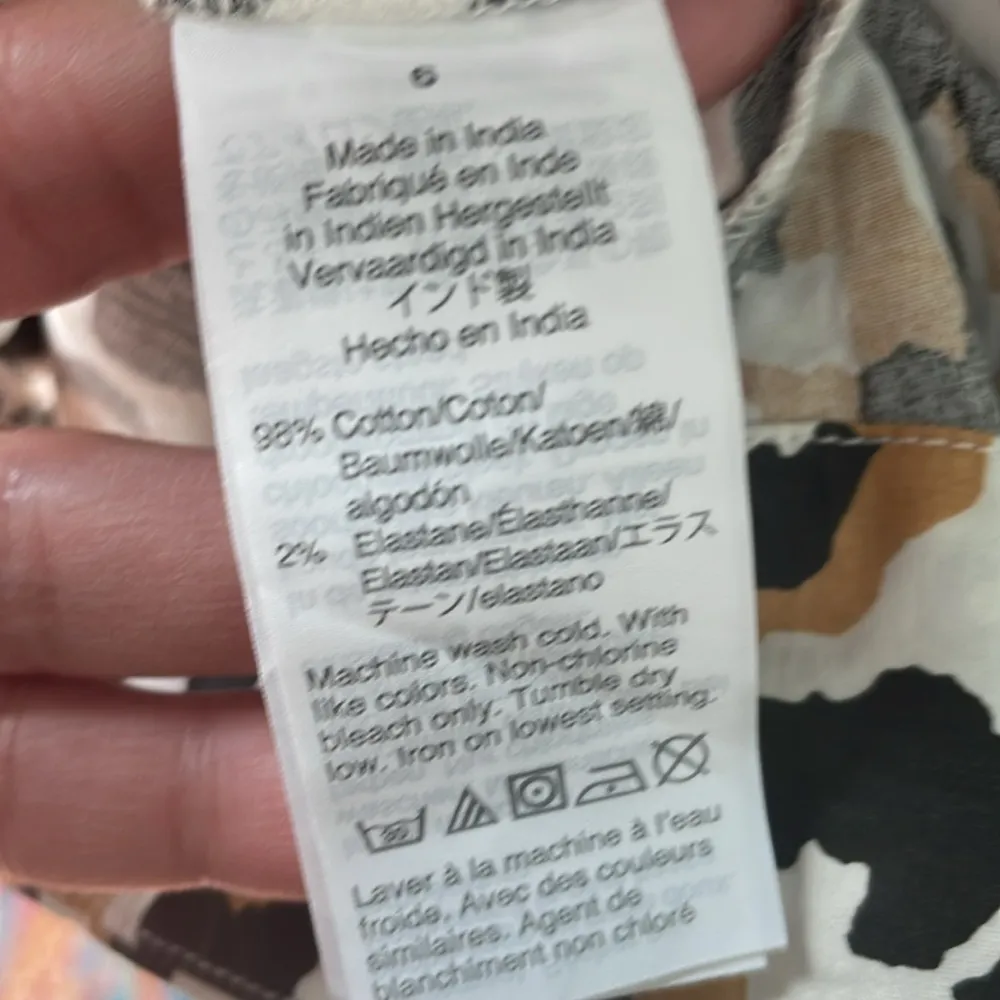 6
Made in India
Fabriqué en Inde
in Indien Hergestellt
Vervaardigd in India
インド製
Hecho en India
98% Cotton/Coton/
Baumwolle/Katoen/綿/
algodón
2% Elastane/Élasthanne/
Elastan/Elastaan/エラス
テーン/elastano
Machine wash cold. With
like colors. Non-chlorine
bleach only. Tumble dry
low. Iron on lowest setting.
30
Laver à la machine à l'eau
froide. Avec des couleurs
similaires. Agent de
blanchiment non chloré